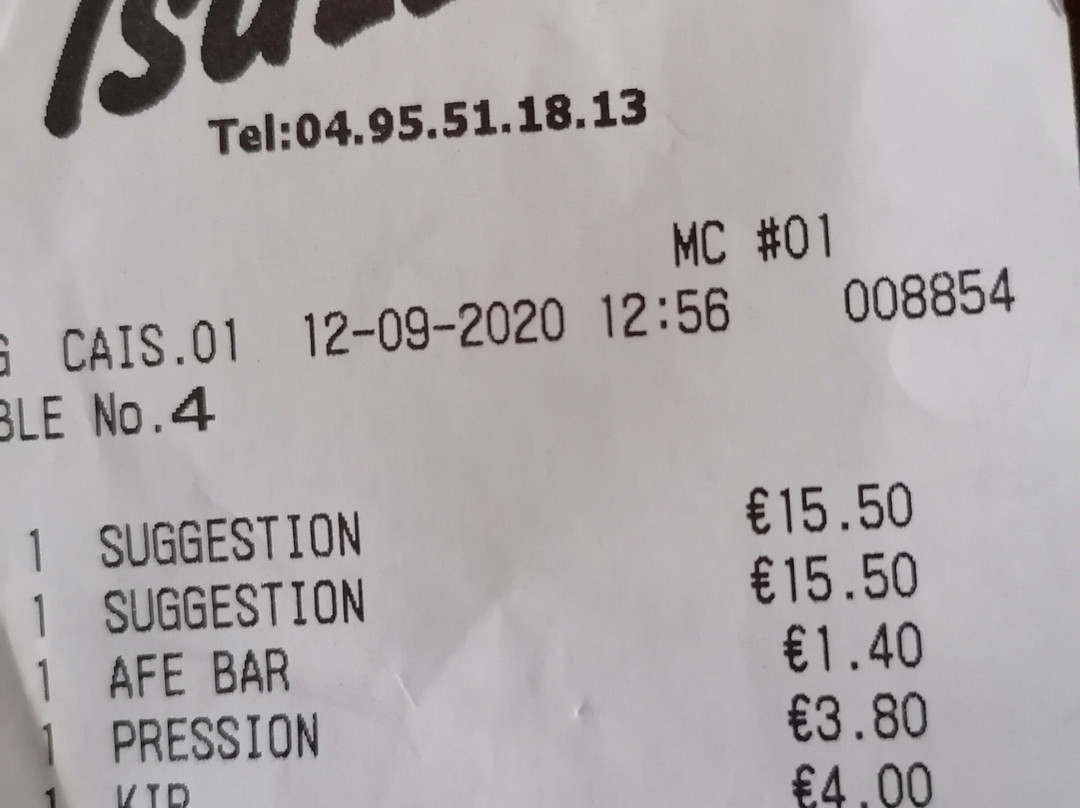 Tel:04.95.51.18.13
MC #01
CAIS.01 12-09-2020 12:56 008854
No.4
1 SUGGESTION €15.50
1 SUGGESTION €15.50
1 AFE BAR €1.40
1 PRESSION €3.80
1 KIR €4.00